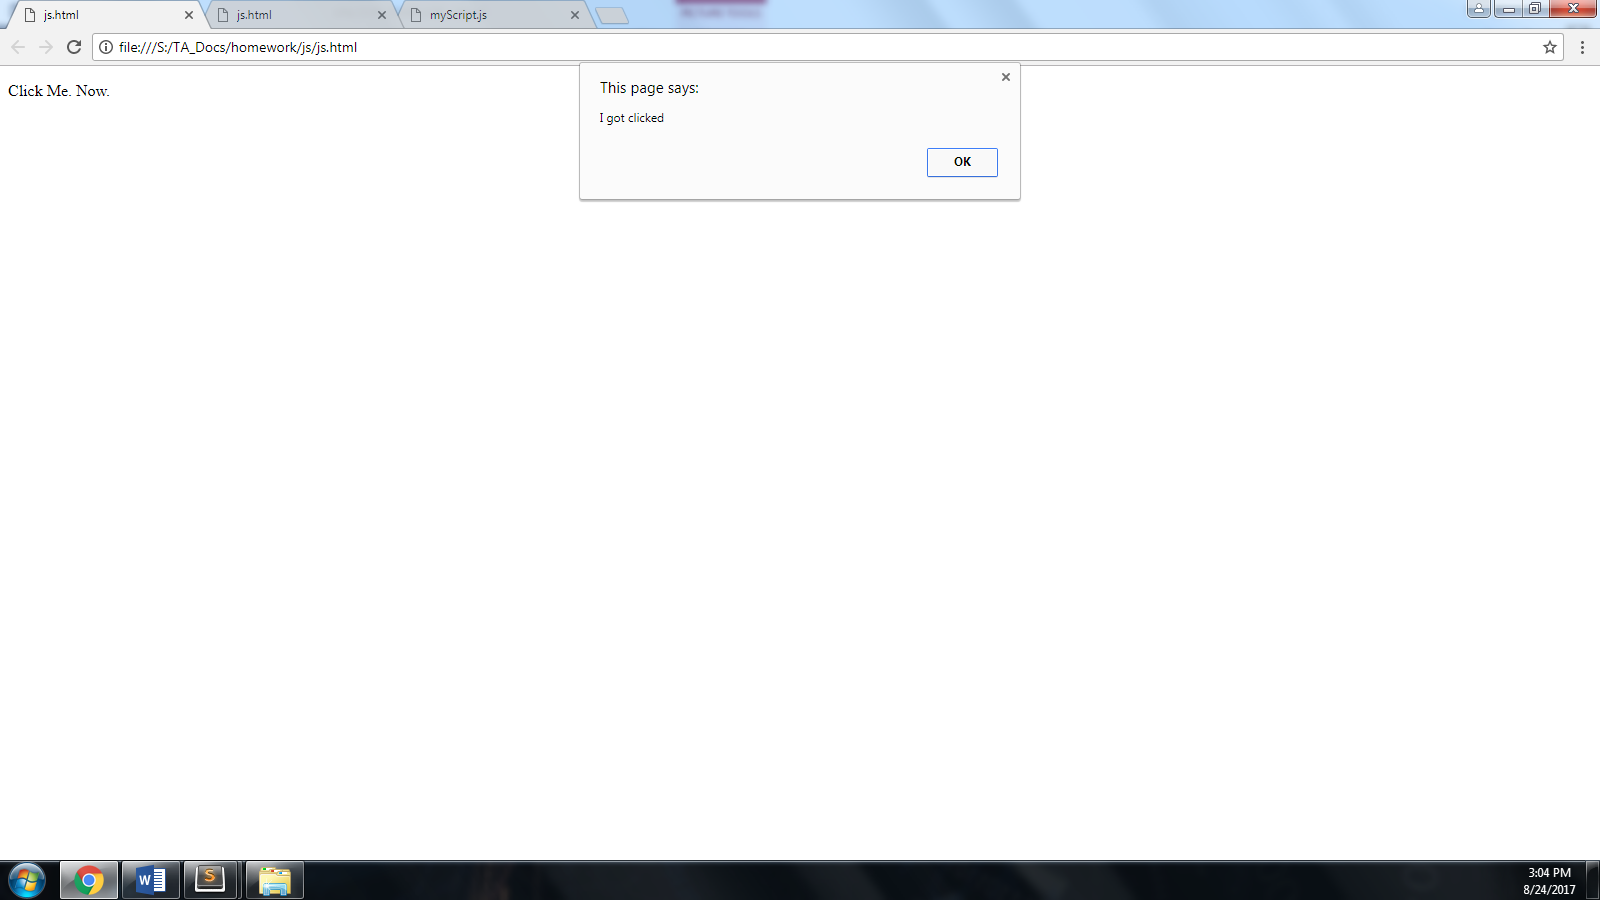 js.html
js.html
myScript.js
file:///S:/TA_Docs/homework/js/js.html
Click Me. Now.
This page says:
I got clicked
OK
W
S
3:04 PM
8/24/2017